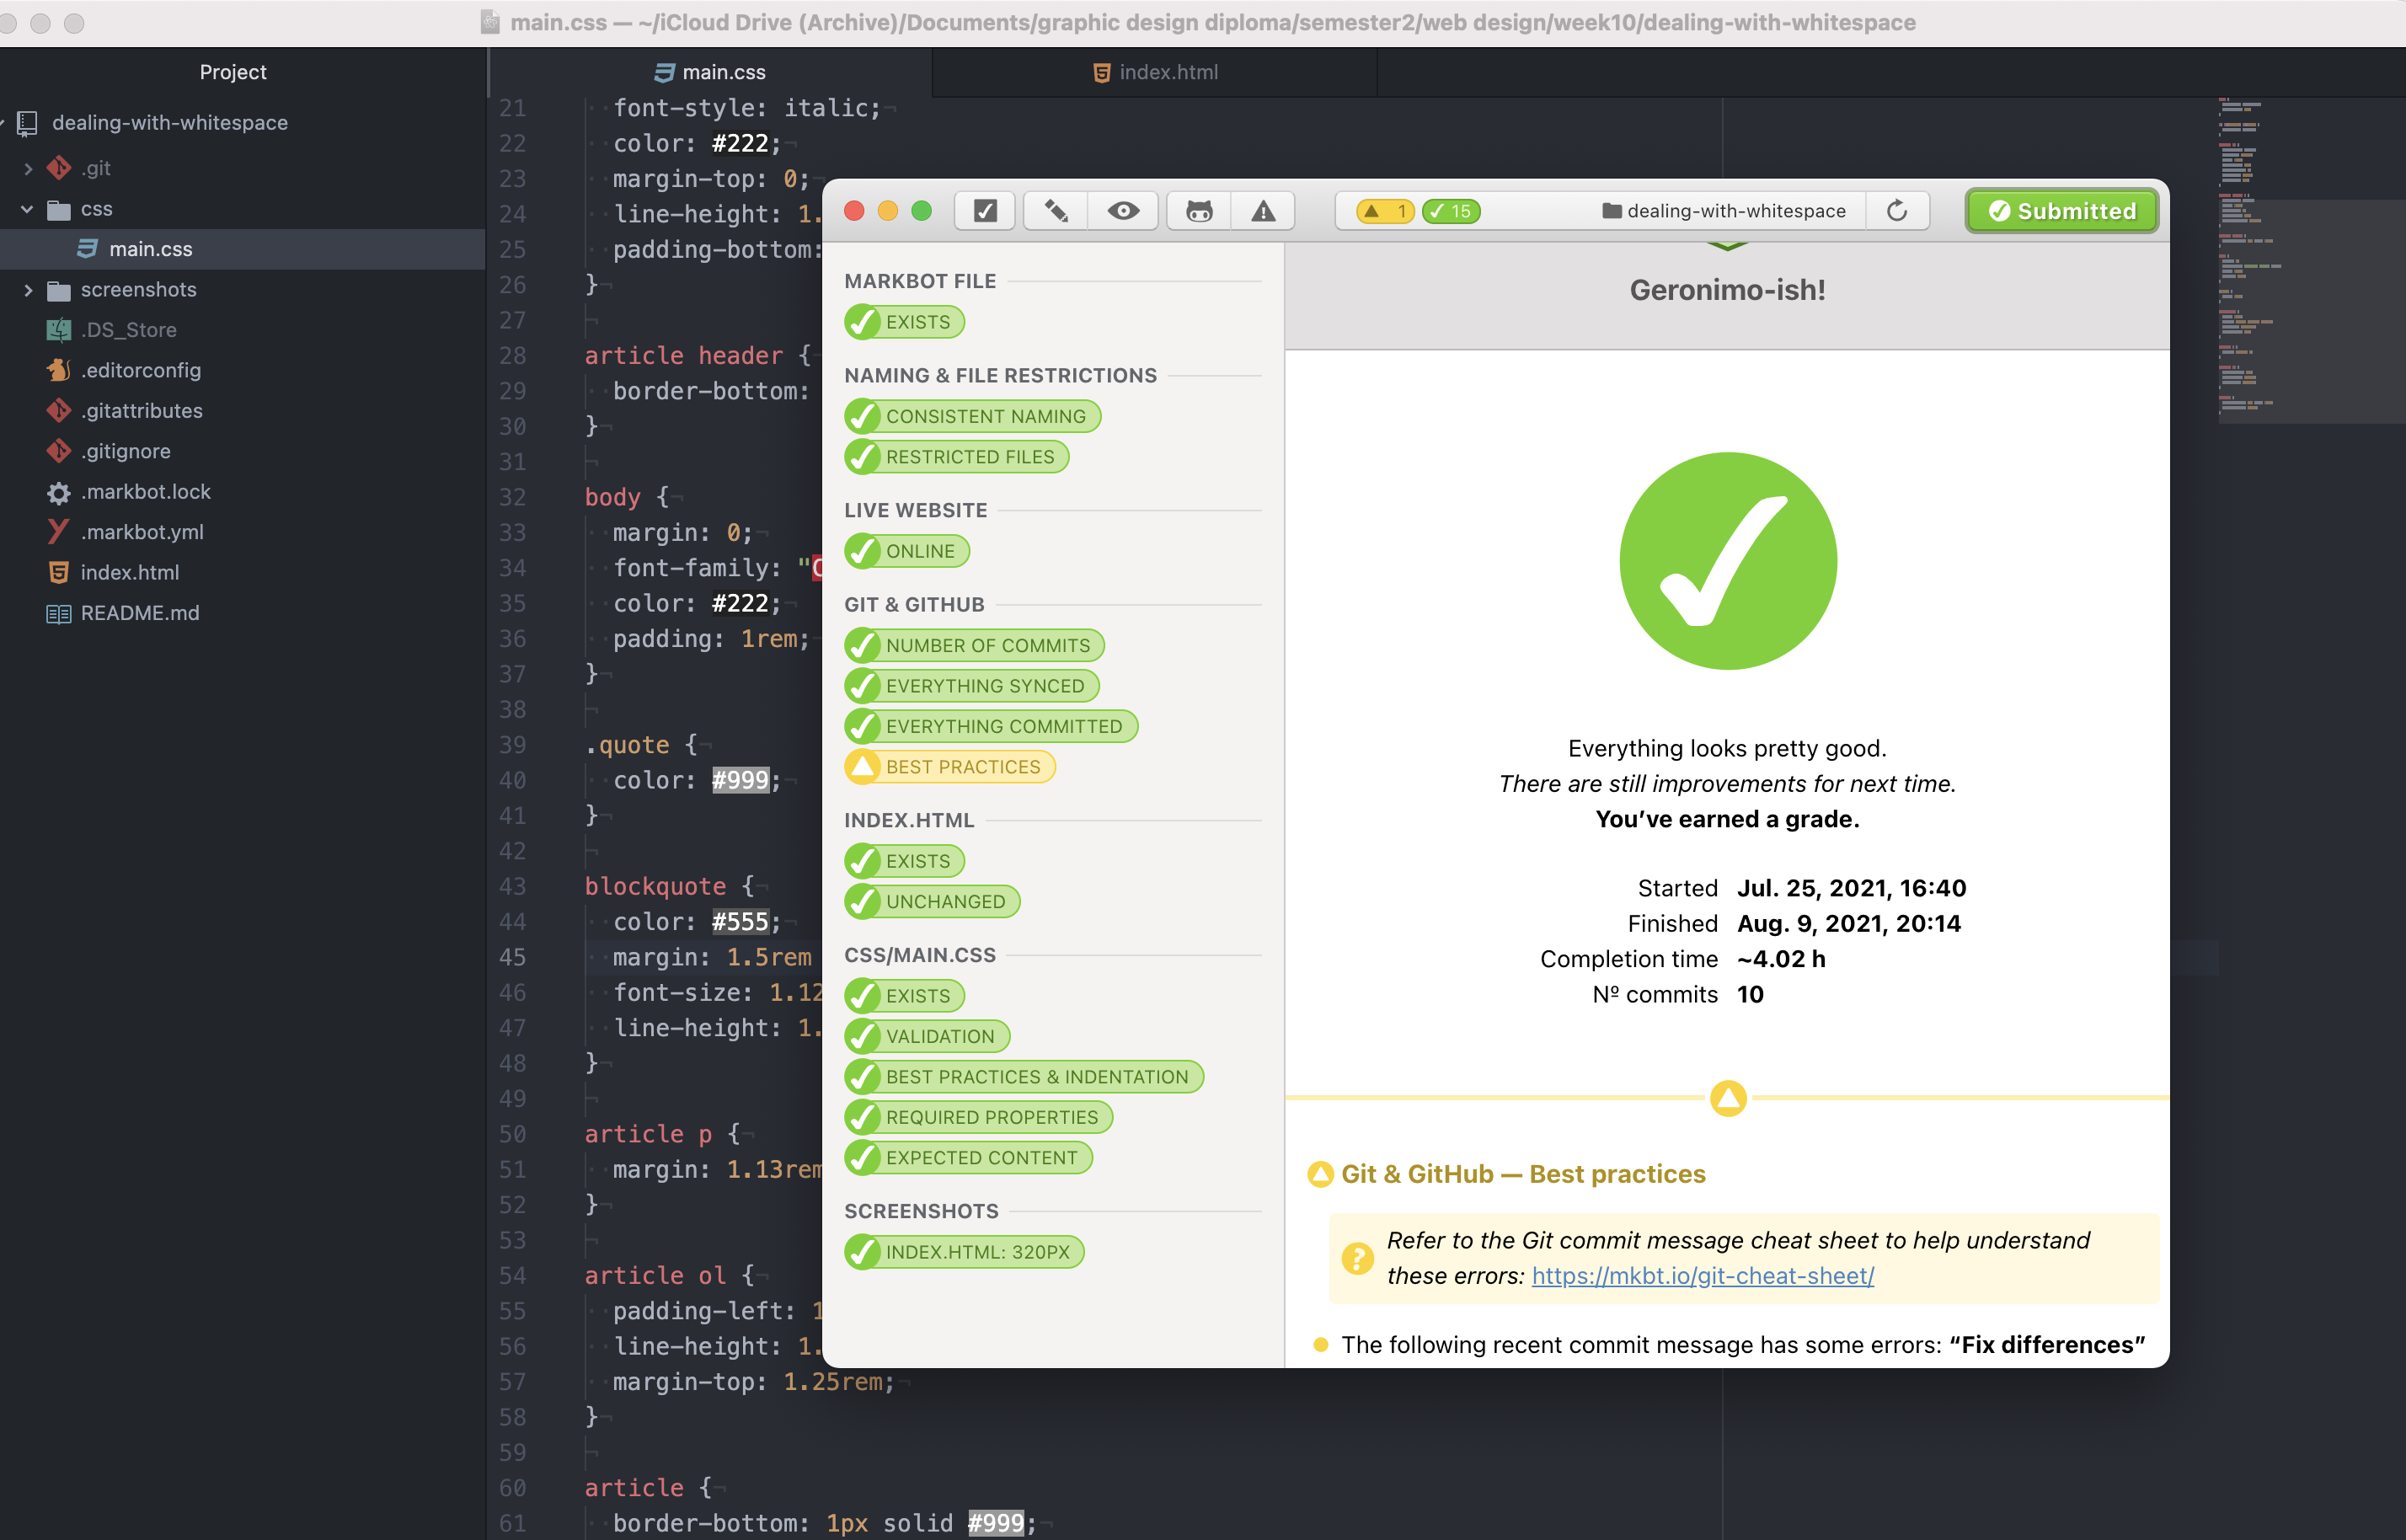 main.css — ~/iCloud Drive (Archive)/Documents/graphic design diploma/semester2/web design/week10/dealing-with-whitespace
Project
dealing-with-whitespace
.git
css
main.css
screenshots
.DS_Store
.editorconfig
.gitattributes
.gitignore
.markbot.lock
.markbot.yml
index.html
README.md
main.css
index.html
21 font-style: italic;¬
22 color: #222;¬
23 margin-top: 0;¬
24 line-height: 1.
25 padding-bottom:
26 }¬
27 ¬
28 article header {¬
29 border-bottom:
30 }¬
31 ¬
32 body {¬
33 margin: 0;¬
34 font-family: "
35 color: #222;¬
36 padding: 1rem;¬
37 }¬
38 ¬
39 .quote {¬
40 color: #999;¬
41 }¬
42 ¬
43 blockquote {¬
44 color: #555;¬
45 margin: 1.5rem
46 font-size: 1.12
47 line-height: 1.
48 }¬
49 ¬
50 article p {¬
51 margin: 1.13rem
52 }¬
53 ¬
54 article ol {¬
55 padding-left: 1
56 line-height: 1.
57 margin-top: 1.25rem;¬
58 }¬
59 ¬
60 article {¬
61 border-bottom: 1px solid #999;¬
1 15 dealing-with-whitespace Submitted
MARKBOT FILE
EXISTS
NAMING & FILE RESTRICTIONS
CONSISTENT NAMING
RESTRICTED FILES
LIVE WEBSITE
ONLINE
GIT & GITHUB
NUMBER OF COMMITS
EVERYTHING SYNCED
EVERYTHING COMMITTED
BEST PRACTICES
INDEX.HTML
EXISTS
UNCHANGED
CSS/MAIN.CSS
EXISTS
VALIDATION
BEST PRACTICES & INDENTATION
REQUIRED PROPERTIES
EXPECTED CONTENT
SCREENSHOTS
INDEX.HTML: 320PX
Geronimo-ish!
Everything looks pretty good.
There are still improvements for next time.
You’ve earned a grade.
Started Jul. 25, 2021, 16:40
Finished Aug. 9, 2021, 20:14
Completion time ~4.02 h
Nº commits 10
Git & GitHub — Best practices
Refer to the Git commit message cheat sheet to help understand
these errors: https://mkbt.io/git-cheat-sheet/
The following recent commit message has some errors: “Fix differences”